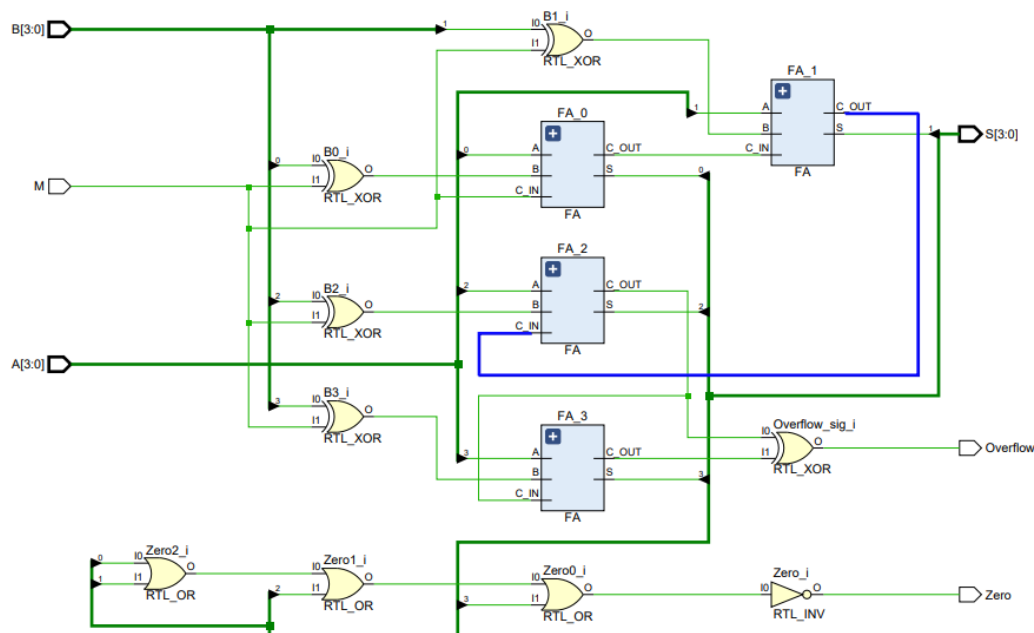 B[3:0]
1
I0
I1
B1_i
O
RTL_XOR
FA_1
A
B
C_IN
C_OUT
S
FA
1
S[3:0]
1
FA_0
0
A
B
C_IN
C_OUT
S
FA
0
0
I0
I1
B0_i
O
RTL_XOR
M
FA_2
2
A
B
C_IN
C_OUT
S
FA
2
2
I0
I1
B2_i
O
RTL_XOR
A[3:0]
3
I0
I1
B3_i
O
RTL_XOR
FA_3
3
A
B
C_IN
C_OUT
S
FA
3
Overflow_sig_i
I0
I1
O
RTL_XOR
Overflow
Zero2_i
0
I0
1
I1
O
RTL_OR
Zero1_i
I0
2
I1
O
RTL_OR
Zero0_i
I0
3
I1
O
RTL_OR
Zero_i
I0
O
RTL_INV
Zero